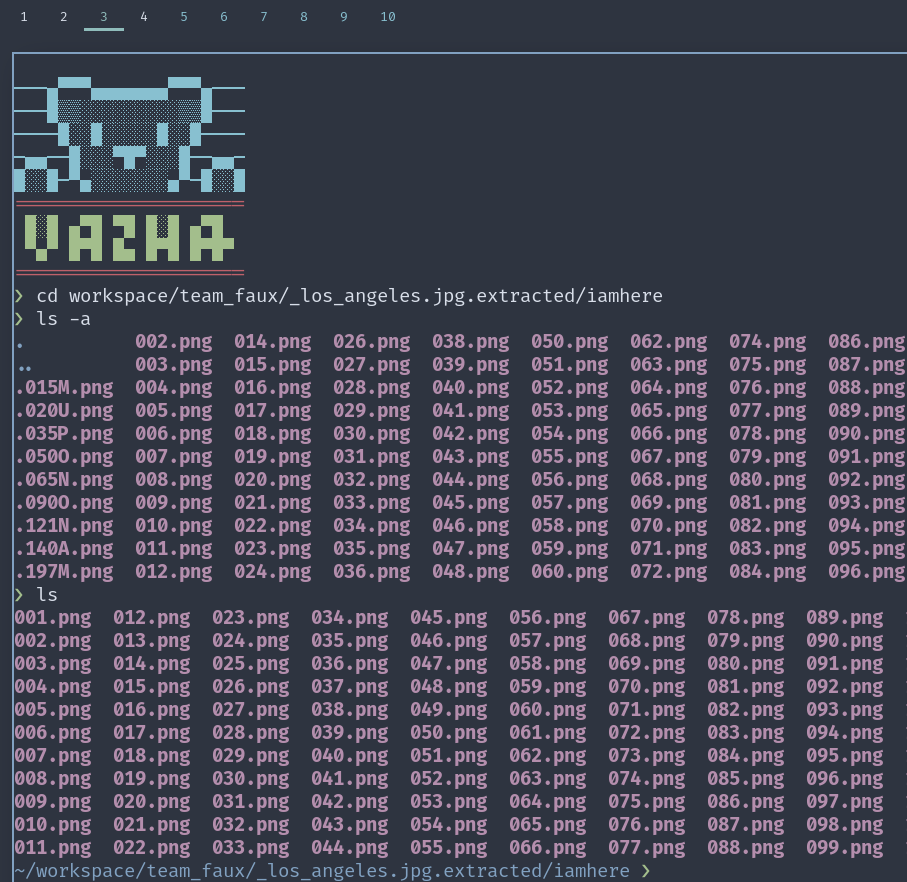 1 2 3 4 5 6 7 8 9 10
VAZHA
❯ cd workspace/team_faux/_los_angeles.jpg.extracted/iamhere
❯ ls -a
. 002.png 014.png 026.png 038.png 050.png 062.png 074.png 086.png
.. 003.png 015.png 027.png 039.png 051.png 063.png 075.png 087.png
.015M.png 004.png 016.png 028.png 040.png 052.png 064.png 076.png 088.png
.020U.png 005.png 017.png 029.png 041.png 053.png 065.png 077.png 089.png
.035P.png 006.png 018.png 030.png 042.png 054.png 066.png 078.png 090.png
.050O.png 007.png 019.png 031.png 043.png 055.png 067.png 079.png 091.png
.065N.png 008.png 020.png 032.png 044.png 056.png 068.png 080.png 092.png
.090O.png 009.png 021.png 033.png 045.png 057.png 069.png 081.png 093.png
.121N.png 010.png 022.png 034.png 046.png 058.png 070.png 082.png 094.png
.140A.png 011.png 023.png 035.png 047.png 059.png 071.png 083.png 095.png
.197M.png 012.png 024.png 036.png 048.png 060.png 072.png 084.png 096.png
❯ ls
001.png 012.png 023.png 034.png 045.png 056.png 067.png 078.png 089.png
002.png 013.png 024.png 035.png 046.png 057.png 068.png 079.png 090.png
003.png 014.png 025.png 036.png 047.png 058.png 069.png 080.png 091.png
004.png 015.png 026.png 037.png 048.png 059.png 070.png 081.png 092.png
005.png 016.png 027.png 038.png 049.png 060.png 071.png 082.png 093.png
006.png 017.png 028.png 039.png 050.png 061.png 072.png 083.png 094.png
007.png 018.png 029.png 040.png 051.png 062.png 073.png 084.png 095.png
008.png 019.png 030.png 041.png 052.png 063.png 074.png 085.png 096.png
009.png 020.png 031.png 042.png 053.png 064.png 075.png 086.png 097.png
010.png 021.png 032.png 043.png 054.png 065.png 076.png 087.png 098.png
011.png 022.png 033.png 044.png 055.png 066.png 077.png 088.png 099.png
~/workspace/team_faux/_los_angeles.jpg.extracted/iamhere ❯